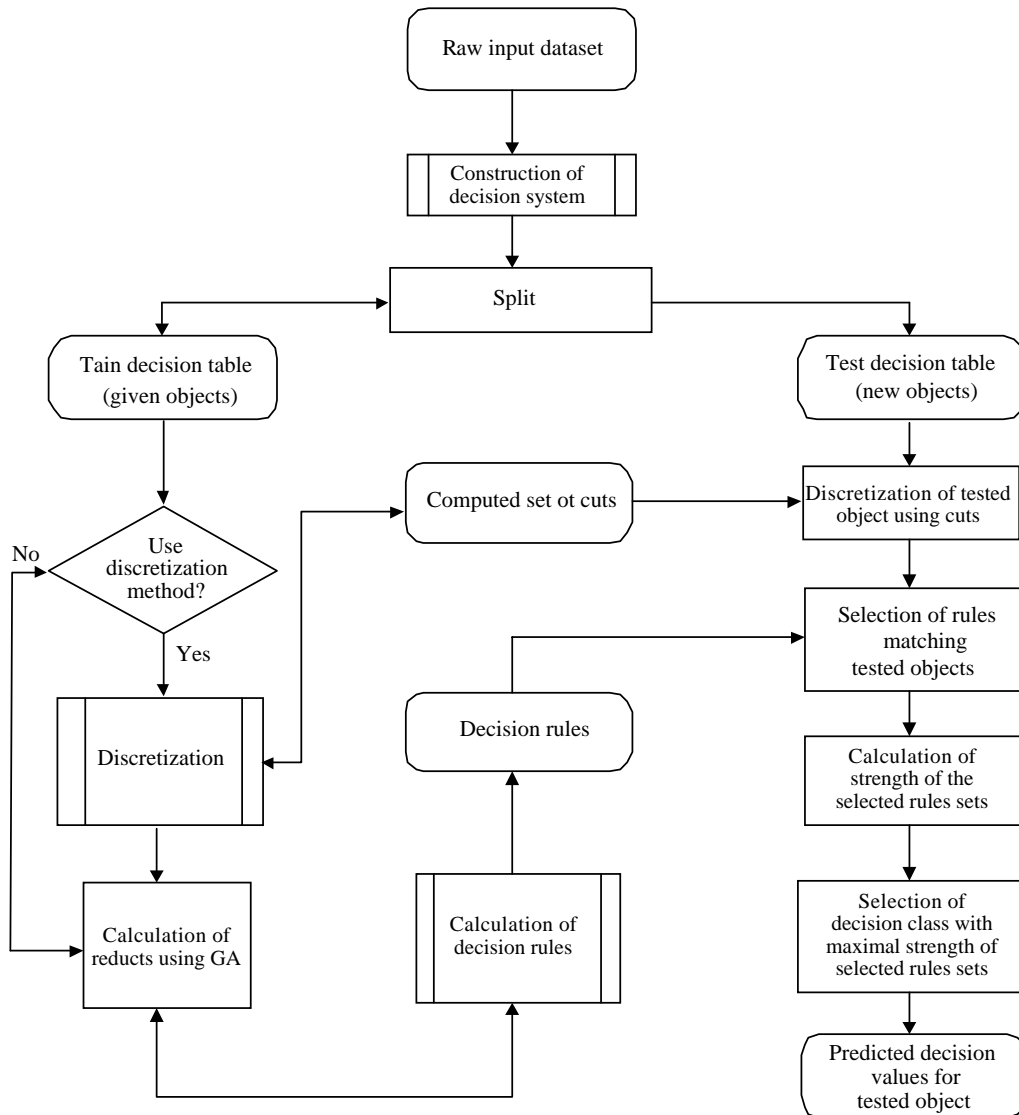 Raw input dataset
Construction of
decision system
Split
Tain decision table
(given objects)
Test decision table
(new objects)
Computed set ot cuts
Discretization of tested
object using cuts
No
Use
discretization
method?
Yes
Selection of rules
matching
tested objects
Discretization
Decision rules
Calculation of
strength of the
selected rules sets
Calculation of
reducts using GA
Calculation of
decision rules
Selection of
decision class with
maximal strength of
selected rules sets
Predicted decision
values for
tested object